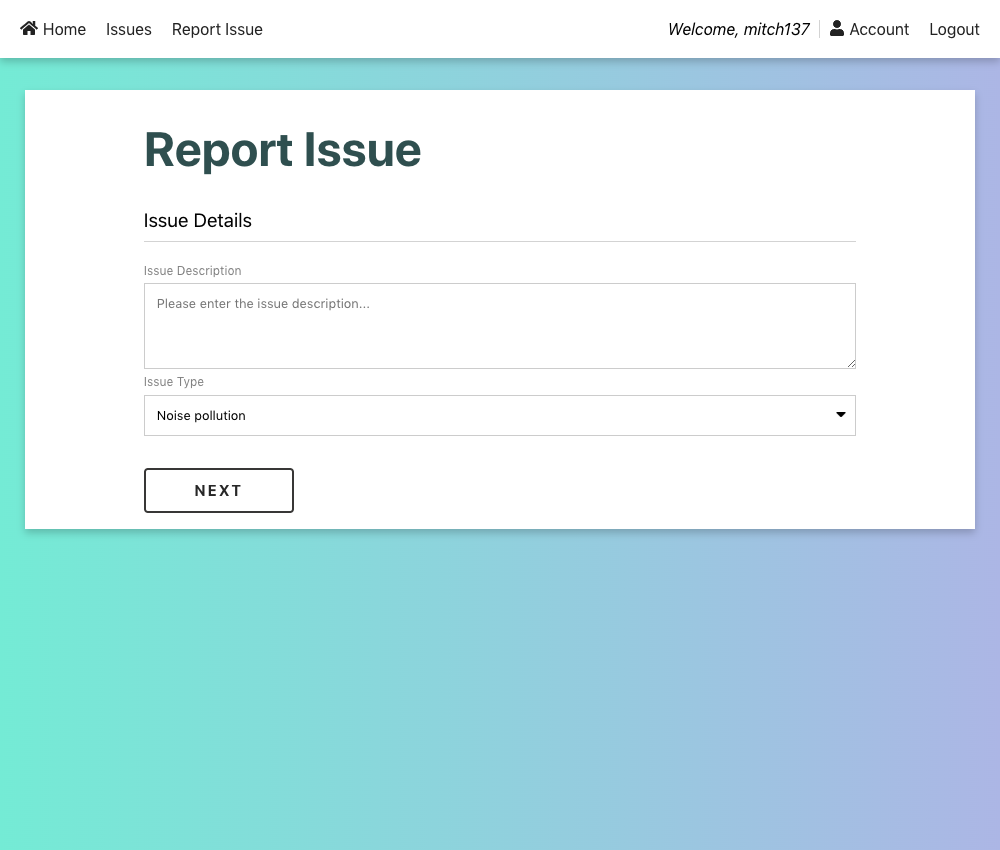 Home Issues Report Issue Welcome, mitch137 Account Logout
Report Issue
Issue Details
Issue Description
Please enter the issue description...
Issue Type
Noise pollution
NEXT